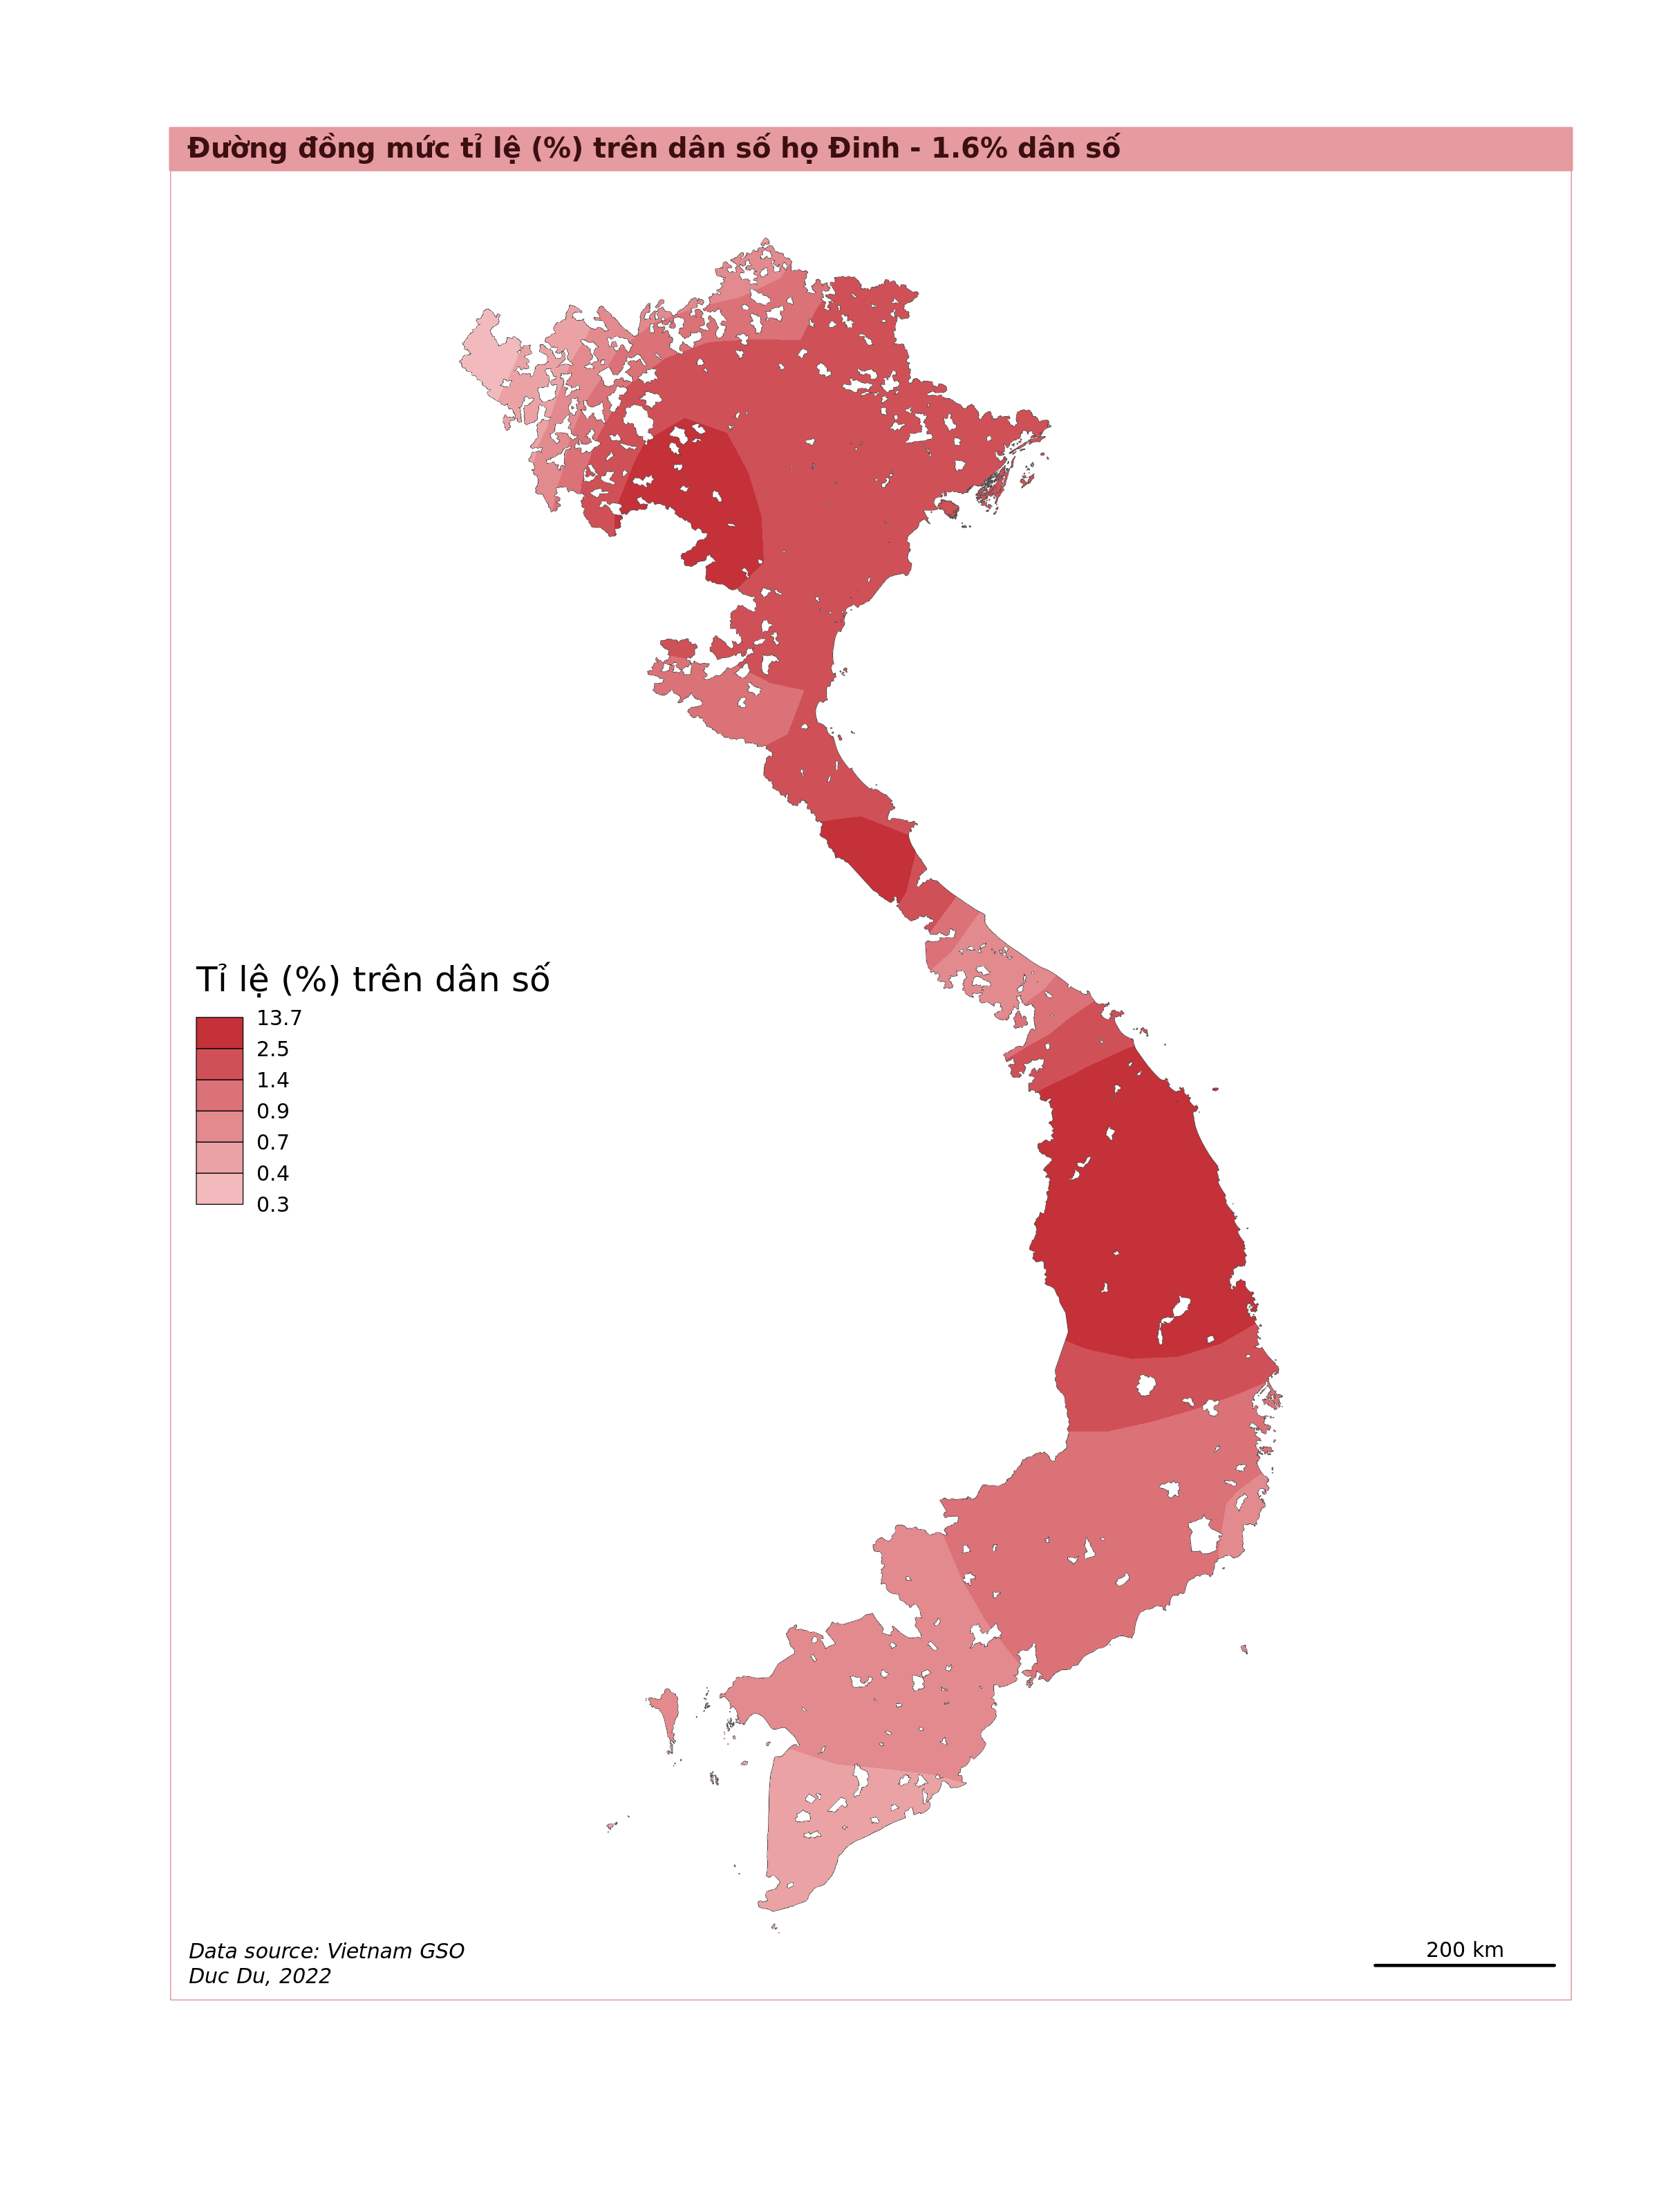 Đường đồng mức tỉ lệ (%) trên dân số họ Đinh - 1.6% dân số
Tỉ lệ (%) trên dân số
13.7
2.5
1.4
0.9
0.7
0.4
0.3
Data source: Vietnam GSO
Duc Du, 2022
200 km